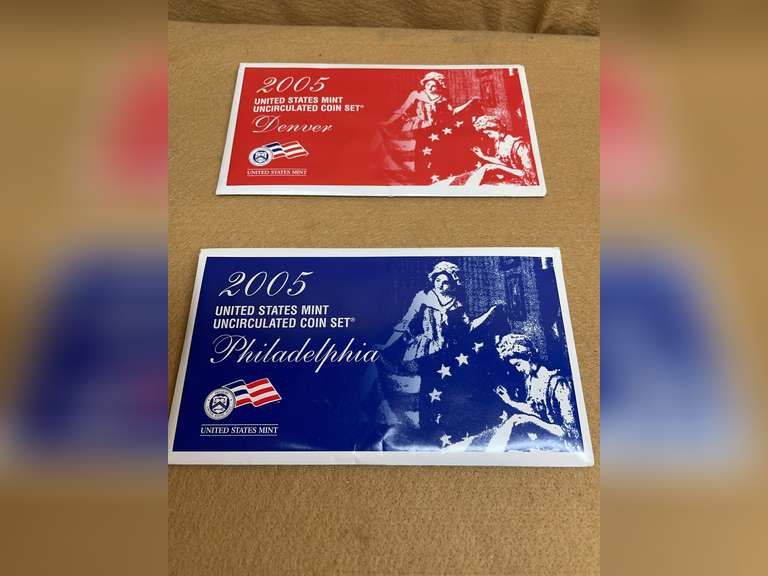 2005
UNITED STATES MINT
UNCIRCULATED COIN SET®
Denver
UNITED STATES MINT
2005
UNITED STATES MINT
UNCIRCULATED COIN SET®
Philadelphia
UNITED STATES MINT